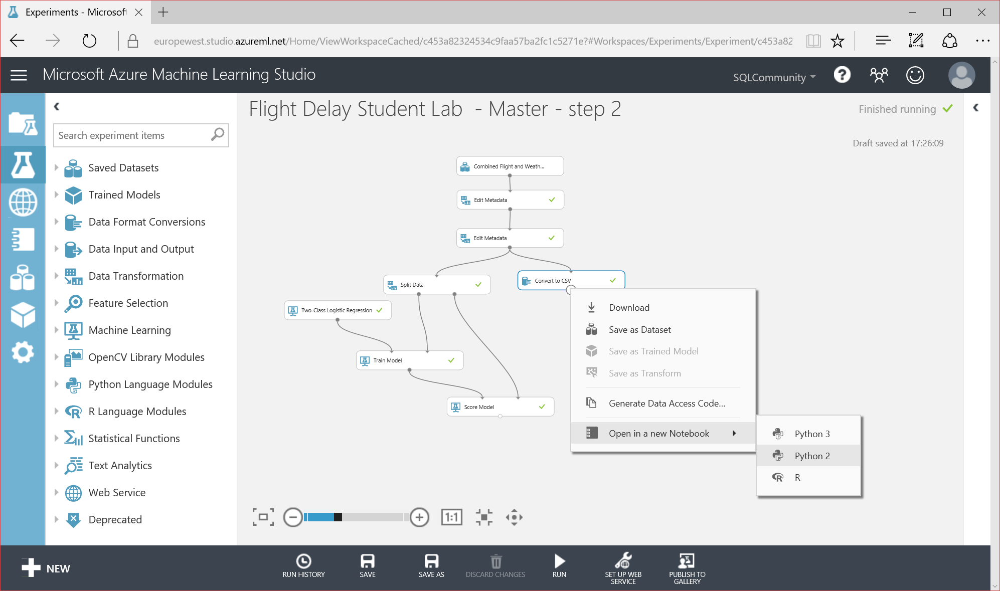 Experiments - Microsoft
europewest.studio.azureml.net/Home/ViewWorkspaceCached/c453a82324534c9faa57ba2fc1c5271e?#Workspaces/Experiments/Experiment/c453a82
Microsoft Azure Machine Learning Studio
SQLCommunity
?
Flight Delay Student Lab - Master - step 2
Finished running
Draft saved at 17:26:09
Search experiment items
Saved Datasets
Trained Models
Data Format Conversions
Data Input and Output
Data Transformation
Feature Selection
Machine Learning
OpenCV Library Modules
Python Language Modules
R Language Modules
Statistical Functions
Text Analytics
Web Service
Deprecated
Combined Flight and Weath...
Edit Metadata
Edit Metadata
Split Data
Convert to CSV
Two-Class Logistic Regression
Train Model
Score Model
Download
Save as Dataset
Save as Trained Model
Save as Transform
Generate Data Access Code...
Open in a new Notebook
Python 3
Python 2
R
1:1
NEW
RUN HISTORY
SAVE
SAVE AS
DISCARD CHANGES
RUN
SET UP WEB
SERVICE
PUBLISH TO
GALLERY